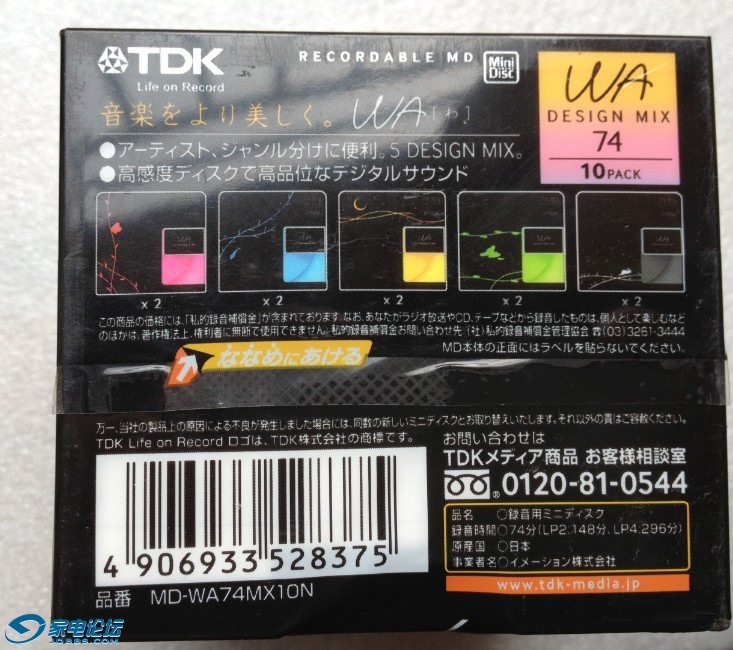 TDK
Life on Record
RECORDABLE MD
Mini Disc
音楽をより美しく。 WA「わ」
WA
DESIGN MIX
74
10PACK
●アーティスト、ジャンル分けに便利。5 DESIGN MIX。
●高感度ディスクで高品位なデジタルサウンド
x 2 x 2 x 2 x 2 x 2
この商品の価格には、「私的録音補償金」が含まれております。なお、あなたがラジオ放送やCD、テープなどから録音したものは、個人として楽しむなど
のほかは、著作権法上、権利者に無断で使用できません。私的録音補償金お問い合わせ先 (社)私的録音補償金管理協会 ☎(03)3261-3444
MD本体の正面にはラベルを貼らないでください。
ななめにあける
万一、当社の製品上の原因による不良が発生しました場合には、同数の新しいミニディスクとお取り替えいたします。それ以外の責はご容赦ください。
TDK Life on Record ロゴは、TDK株式会社の商標です。
お問い合わせは
TDKメディア商品 お客様相談室
® 0120-81-0544
品名 ○録音用ミニディスク
録音時間○74分(LP2:148分、LP4:296分)
原産国 ○日本
事業者名○イメーション株式会社
www.tdk-media.jp
4 906933 528375
品番 MD-WA74MX10N
家电论坛
JDBBS.COM